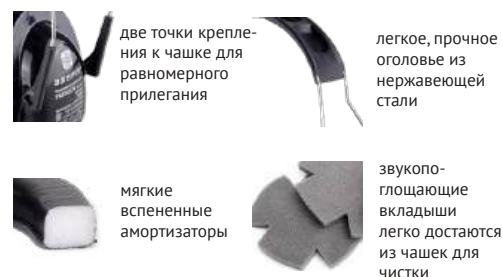 две точки крепле-
ния к чашке для
равномерного
прилегания
легкое, прочное
оголовье из
нержавеющей
стали
мягкие
вспененные
амортизаторы
звукопо-
глощающие
вкладыши
легко достаются
из чашек для
чистки